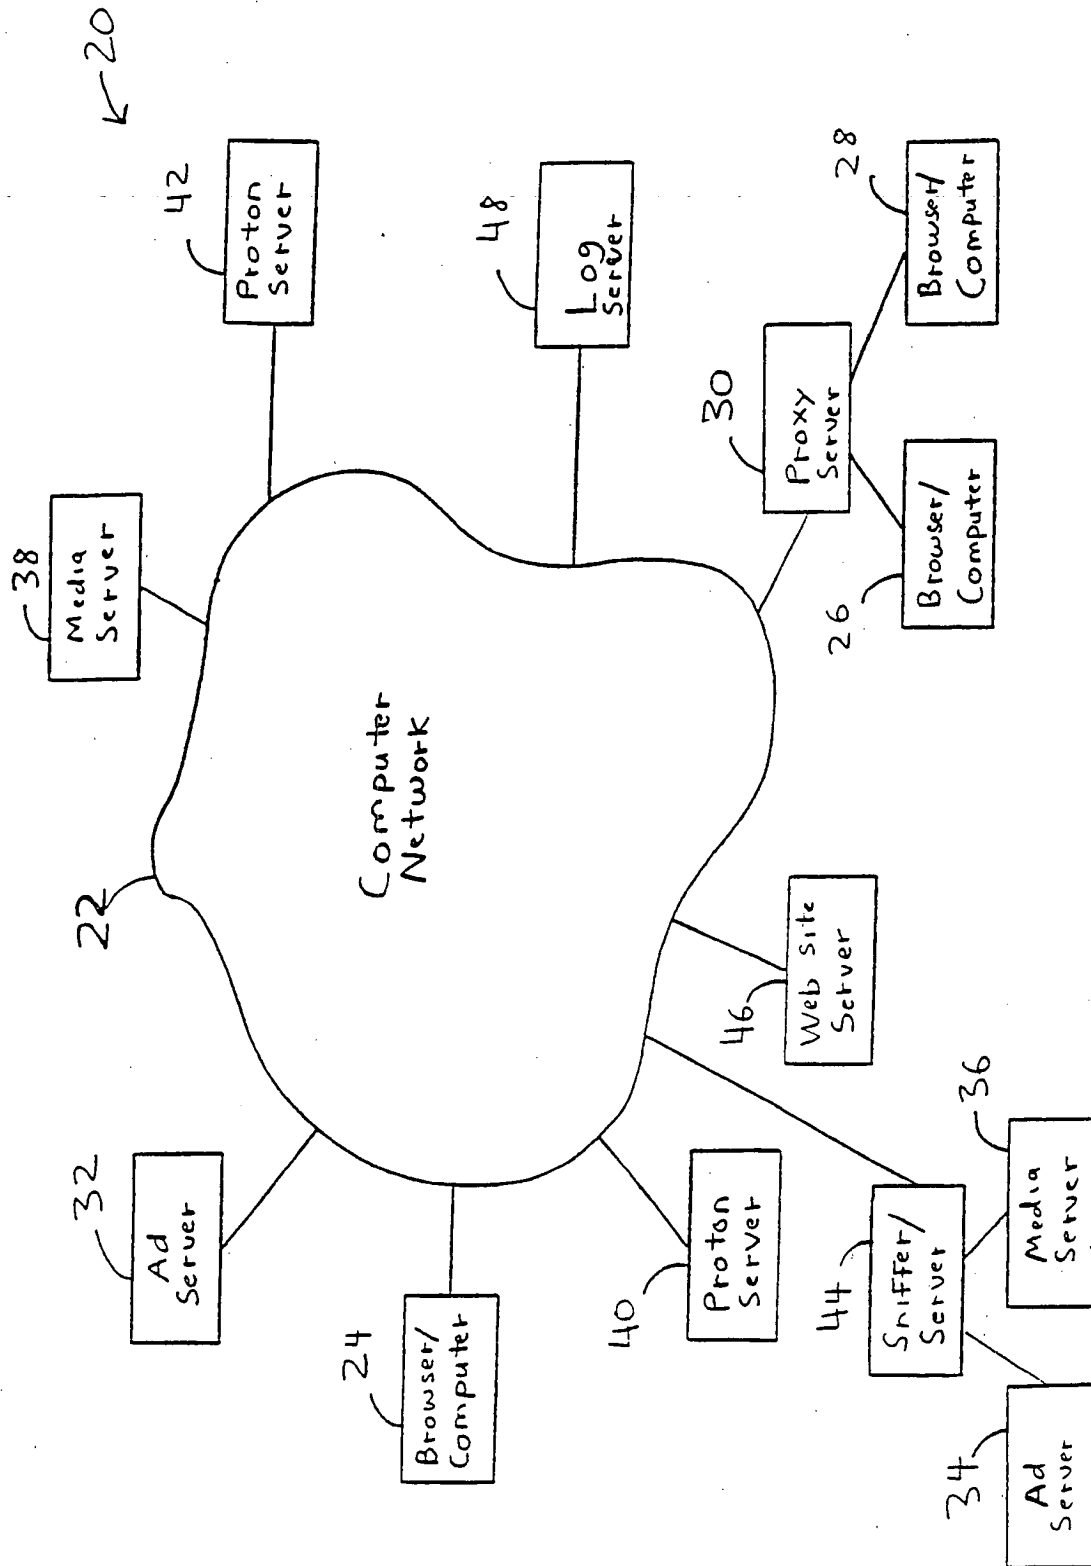 20
38
Media
Server
22
32
Ad
Server
42
Proton
Server
Computer
Network
24
Browser/
Computer
48
Log
Server
40
Proton
Server
46
Web site
Server
30
Proxy
Server
44
Sniffer/
Server
26
Browser/
Computer
28
Browser/
Computer
34
Ad
Server
36
Media
Server